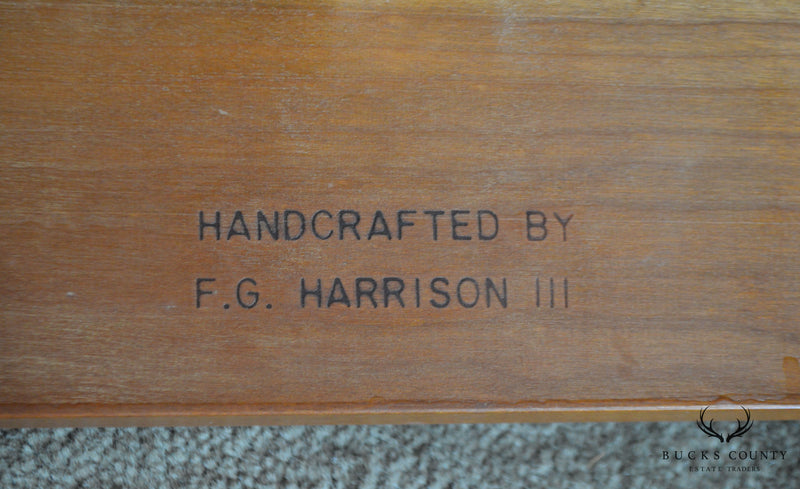 HANDCRAFTED BY
F.G. HARRISON III
BUCKS COUNTY
ESTATE TRADERS